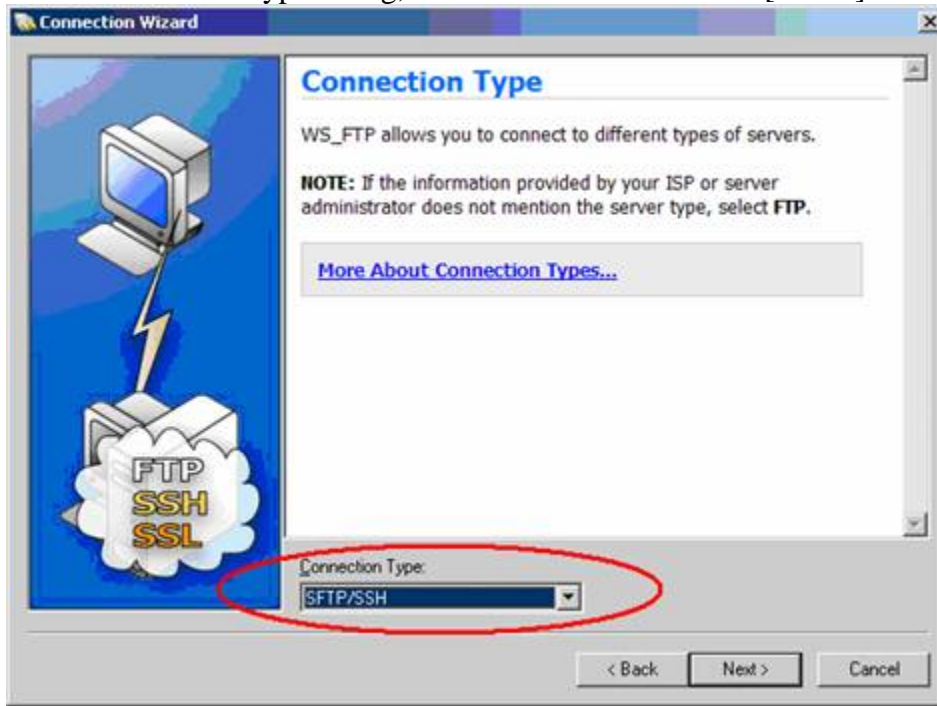 Connection Wizard
Connection Type
WS_FTP allows you to connect to different types of servers.
NOTE: If the information provided by your ISP or server
administrator does not mention the server type, select FTP.
More About Connection Types...
FTP
SSH
SSL
Connection Type:
SFTP/SSH
< Back
Next >
Cancel